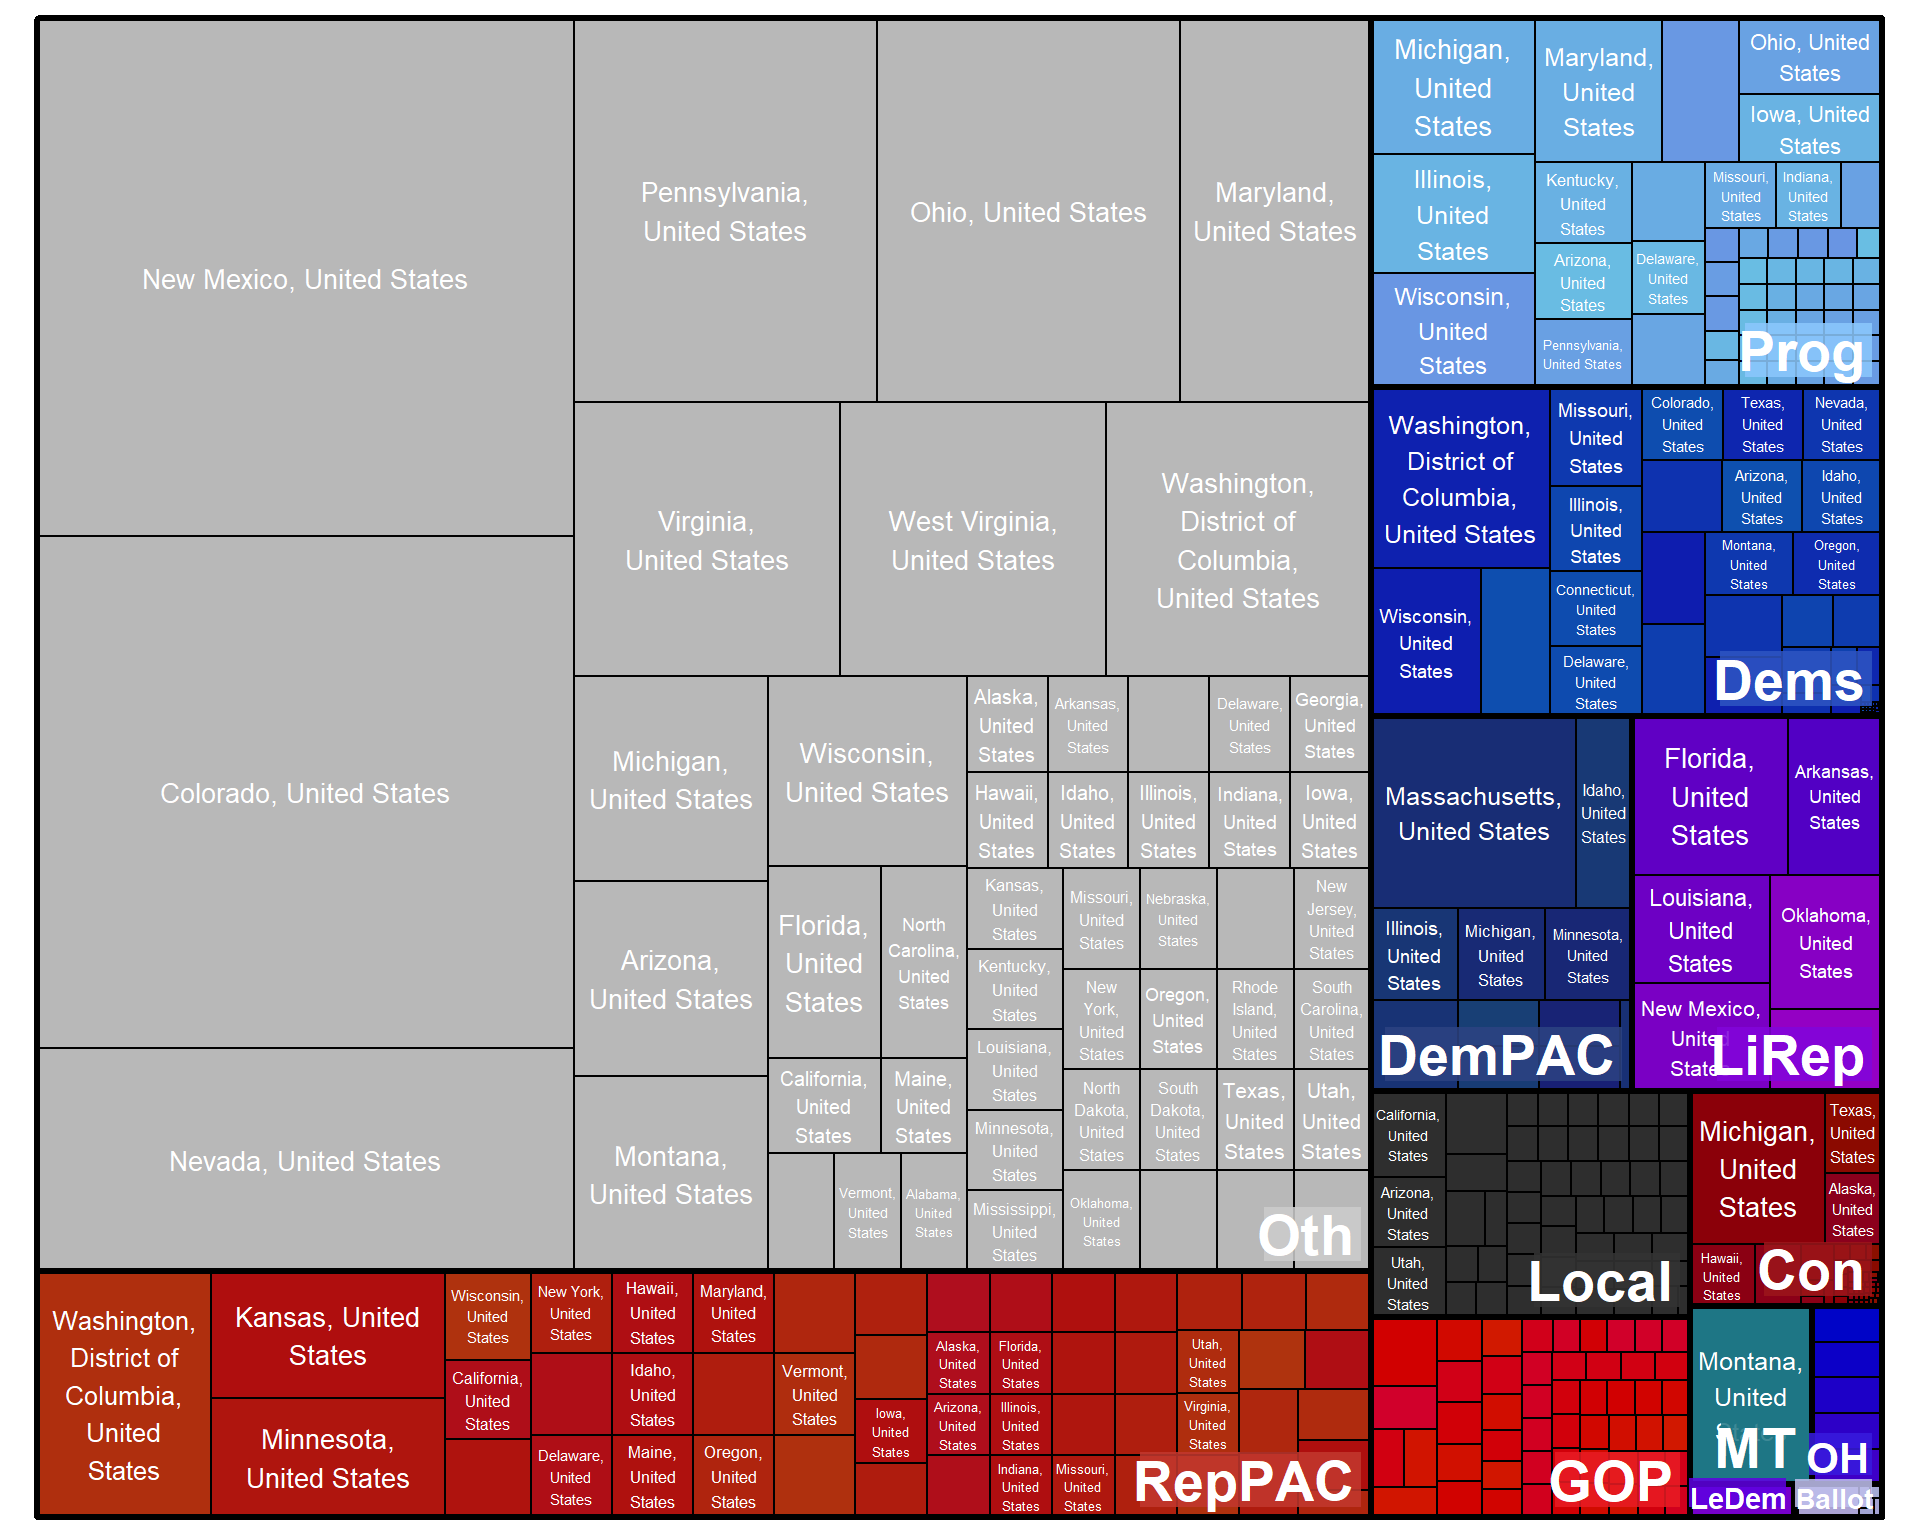 New Mexico, United States
Colorado, United States
Nevada, United States
Pennsylvania,
United States
Ohio, United States
Maryland,
United States
Virginia,
United States
West Virginia,
United States
Washington,
District of
Columbia,
United States
Michigan,
United States
Arizona,
United States
Montana,
United States
Wisconsin,
United States
Florida,
United
States
North
Carolina,
United
States
California,
United
States
Maine,
United
States
Vermont,
United
States
Alabama,
United
States
Alaska,
United
States
Arkansas,
United
States
Delaware,
United
States
Georgia,
United
States
Hawaii,
United
States
Idaho,
United
States
Illinois,
United
States
Indiana,
United
States
Iowa,
United
States
Kansas,
United
States
Kentucky,
United
States
Louisiana,
United
States
Minnesota,
United
States
Mississippi,
United
States
Missouri,
United
States
Nebraska,
United
States
New
Jersey,
United
States
New
York,
United
States
Oregon,
United
States
Rhode
Island,
United
States
South
Carolina,
United
States
North
Dakota,
United
States
South
Dakota,
United
States
Texas,
United
States
Utah,
United
States
Oklahoma,
United
States
Oth
Michigan,
United
States
Illinois,
United
States
Wisconsin,
United
States
Maryland,
United
States
Ohio, United
States
Iowa, United
States
Kentucky,
United
States
Arizona,
United
States
Pennsylvania,
United States
Delaware,
United
States
Missouri,
United
States
Indiana,
United
States
Prog
Washington,
District of
Columbia,
United States
Wisconsin,
United
States
Missouri,
United
States
Illinois,
United
States
Connecticut,
United
States
Delaware,
United
States
Colorado,
United
States
Texas,
United
States
Nevada,
United
States
Arizona,
United
States
Idaho,
United
States
Montana,
United
States
Oregon,
United
States
Dems
Massachusetts,
United States
Idaho,
United
States
Illinois,
United
States
Michigan,
United
States
Minnesota,
United
States
DemPAC
Florida,
United
States
Arkansas,
United
States
Louisiana,
United
States
Oklahoma,
United
States
New Mexico,
United
States
LiRep
California,
United
States
Arizona,
United
States
Utah,
United
States
Local
Michigan,
United
States
Texas,
United
States
Alaska,
United
States
Hawaii,
United
States
Con
Washington,
District of
Columbia,
United
States
Kansas, United
States
Minnesota,
United States
Wisconsin,
United
States
California,
United
States
New York,
United
States
Delaware,
United
States
Hawaii,
United
States
Idaho,
United
States
Maine,
United
States
Maryland,
United
States
Oregon,
United
States
Vermont,
United
States
Iowa,
United
States
Alaska,
United
States
Florida,
United
States
Arizona,
United
States
Illinois,
United
States
Indiana,
United
States
Missouri,
United
States
Utah,
United
States
Virginia,
United
States
RepPAC
GOP
Montana,
United
States
MT
OH
LeDem
Ballot